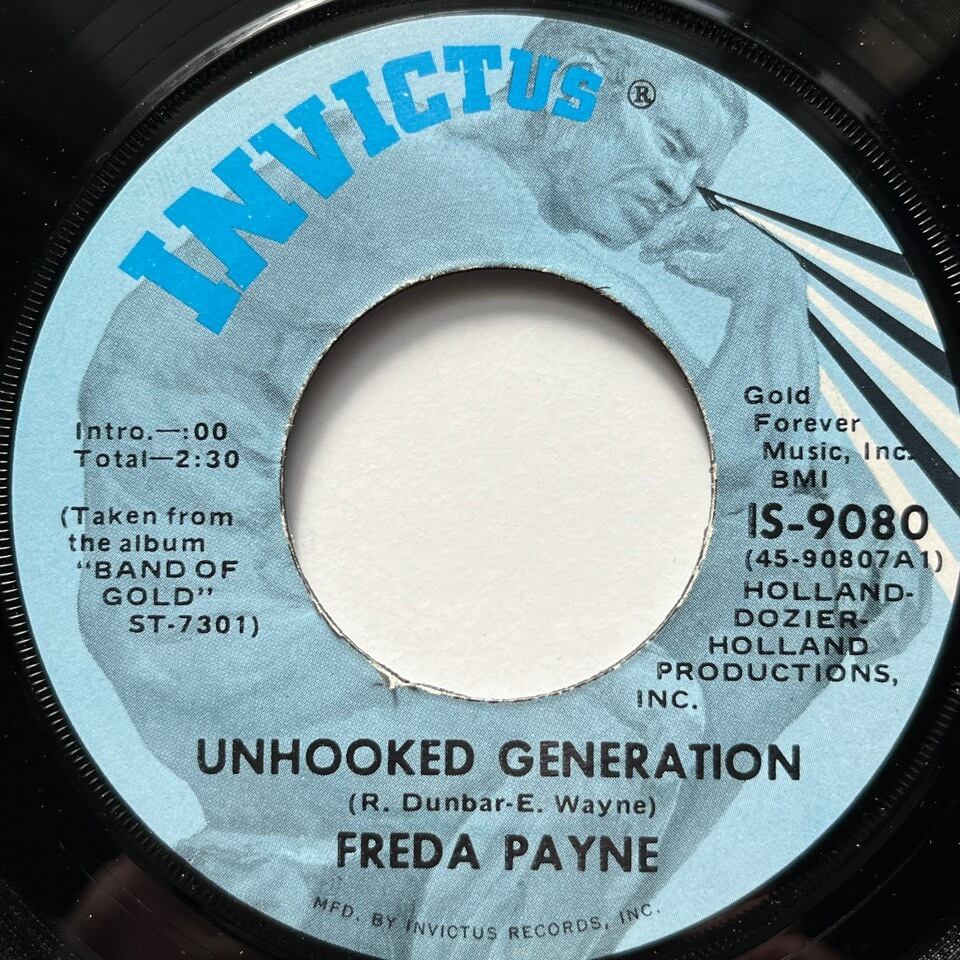 INVICTUS ®
Intro.—:00
Total—2:30
(Taken from
the album
"BAND OF
GOLD"
ST-7301)
Gold
Forever
Music, Inc.
BMI
IS-9080
(45-90807A1)
HOLLAND-
DOZIER-
HOLLAND
PRODUCTIONS,
INC.
UNHOOKED GENERATION
(R. Dunbar-E. Wayne)
FREDA PAYNE
MFD. BY INVICTUS RECORDS, INC.